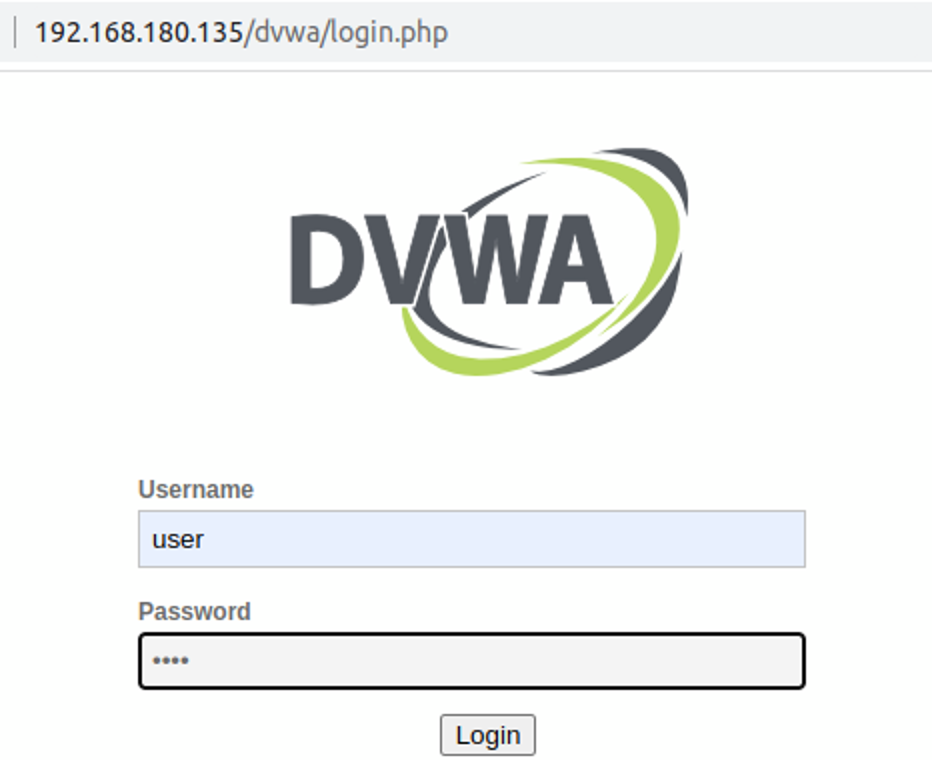 192.168.180.135/dvwa/login.php
DVWA
Username
user
Password
••••
Login